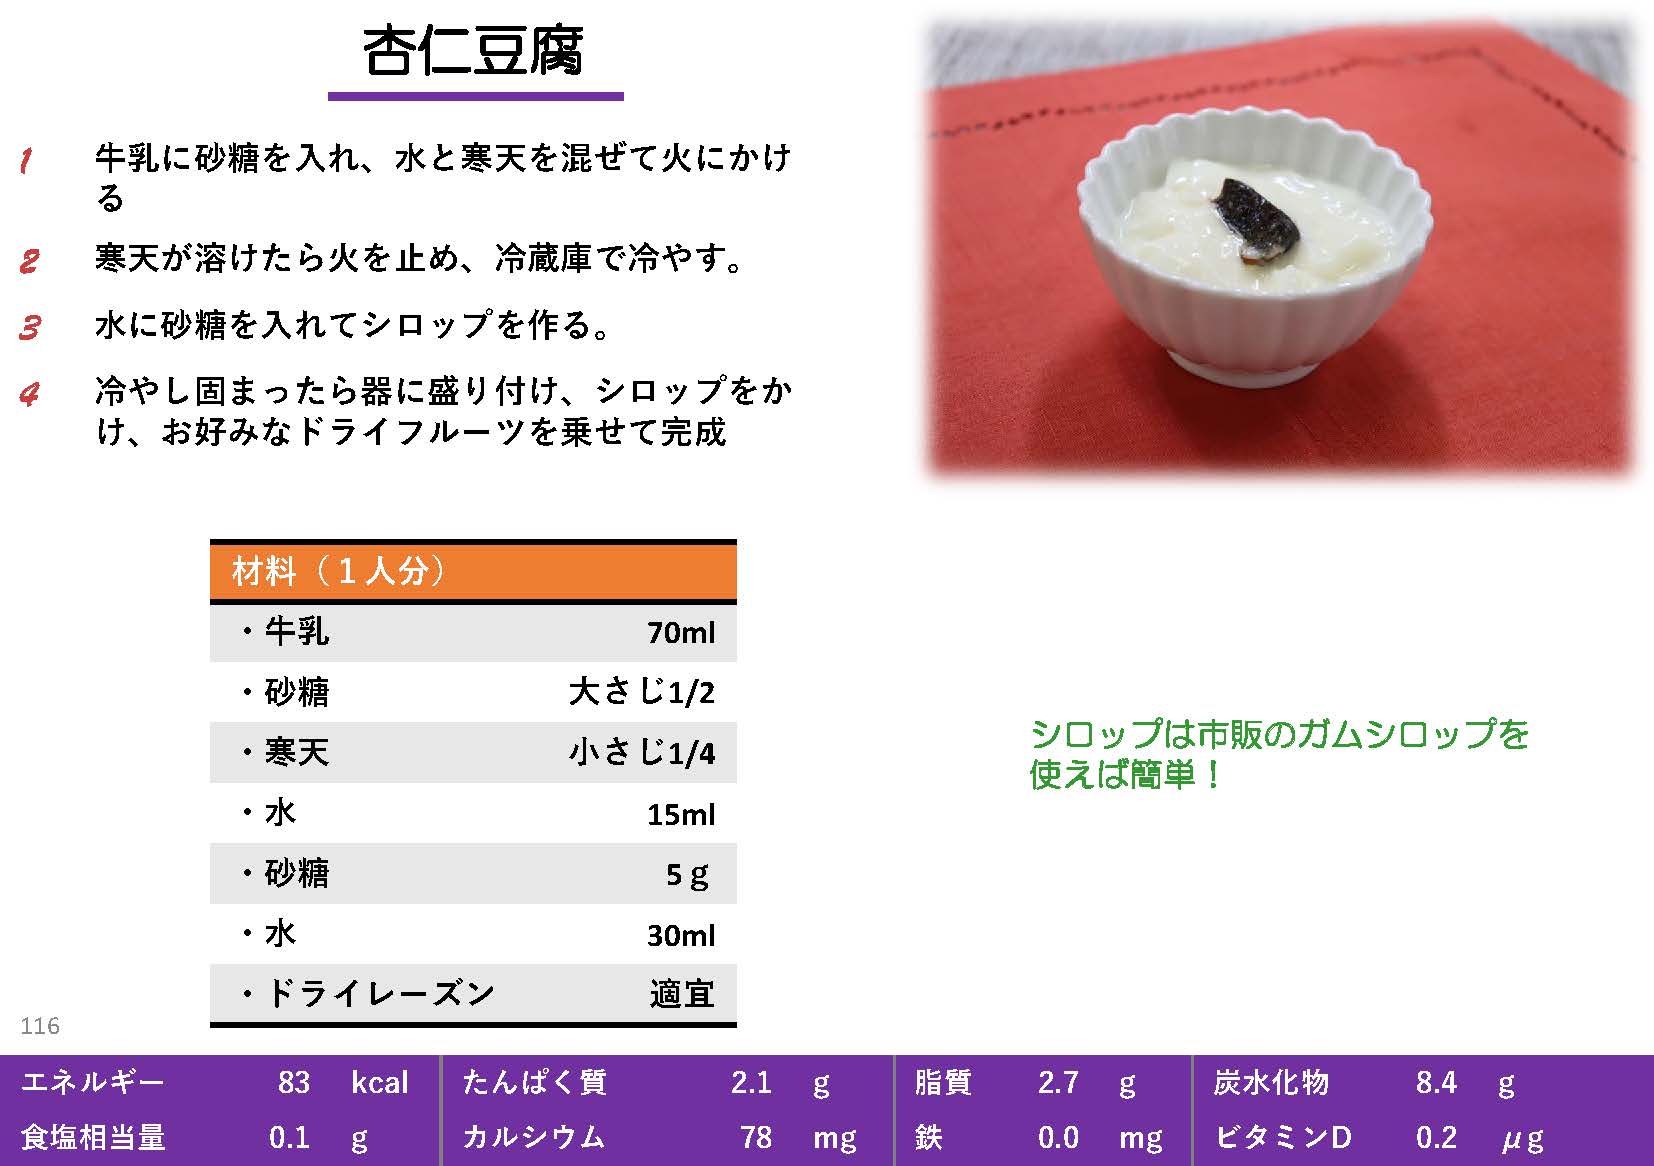 杏仁豆腐
1 牛乳に砂糖を入れ、水と寒天を混ぜて火にかけ
る
2 寒天が溶けたら火を止め、冷蔵庫で冷やす。
3 水に砂糖を入れてシロップを作る。
4 冷やし固まったら器に盛り付け、シロップをか
け、お好みなドライフルーツを乗せて完成
材料（１人分）
・牛乳 70ml
・砂糖 大さじ1/2
・寒天 小さじ1/4
・水 15ml
・砂糖 5ｇ
・水 30ml
・ドライレーズン 適宜
シロップは市販のガムシロップを
使えば簡単！
116
エネルギー 83 kcal たんぱく質 2.1 g 脂質 2.7 g 炭水化物 8.4 g
食塩相当量 0.1 g カルシウム 78 mg 鉄 0.0 mg ビタミンD 0.2 μg